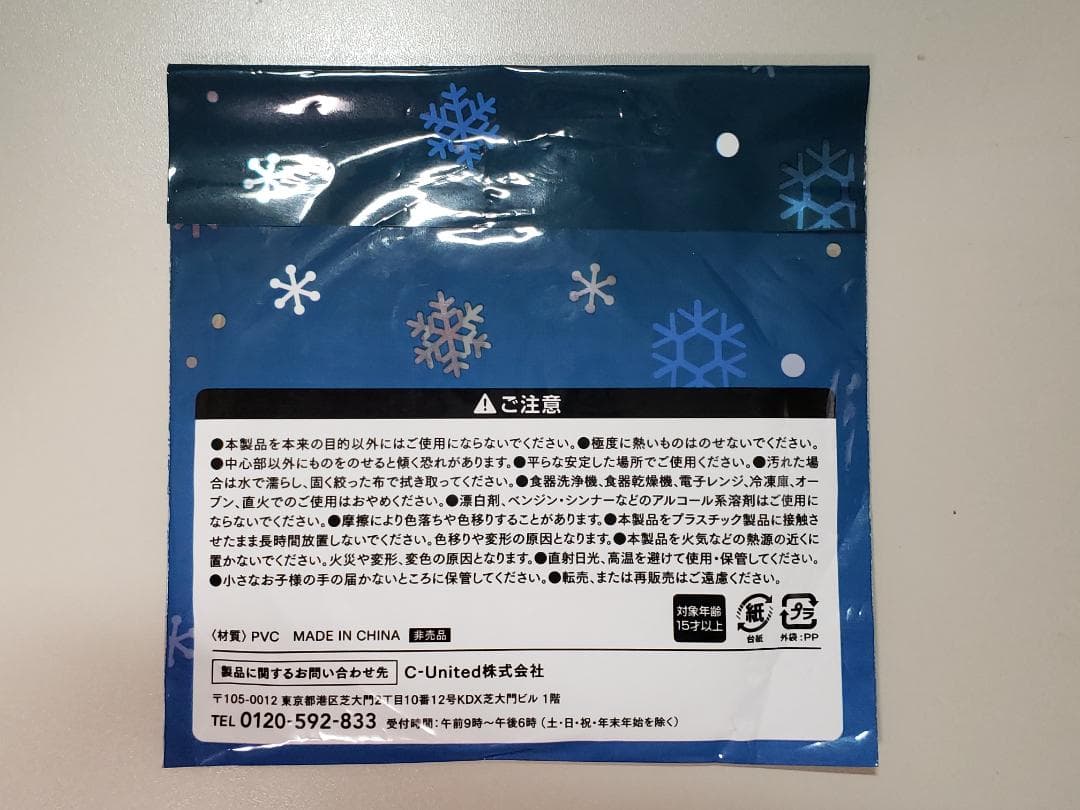 ⚠ご注意
●本製品を本来の目的以外にはご使用にならないでください。●極度に熱いものはのせないでください。
●中心部以外にものをのせると傾く恐れがあります。●平らな安定した場所でご使用ください。●汚れた場
合は水で濡らし、固く絞った布で拭き取ってください。●食器洗浄機、食器乾燥機、電子レンジ、冷凍庫、オー
ブン、直火でのご使用はおやめください。●漂白剤、ベンジン・シンナーなどのアルコール系溶剤はご使用に
ならないでください。●摩擦により色落ちや色移りすることがあります。●本製品をプラスチック製品に接触さ
せたまま長時間放置しないでください。色移りや変形の原因となります。●本製品を火気などの熱源の近くに
置かないでください。火災や変形、変色の原因となります。●直射日光、高温を避けて使用・保管してください。
●小さなお子様の手の届かないところに保管してください。●転売、または再販売はご遠慮ください。
対象年齢
15才以上
紙
台紙
プラ
外袋:PP
〈材質〉PVC MADE IN CHINA 非売品
製品に関するお問い合わせ先 C-United株式会社
〒105-0012 東京都港区芝大門2丁目10番12号KDX芝大門ビル 1階
TEL 0120-592-833 受付時間:午前9時〜午後6時(土・日・祝・年末年始を除く)